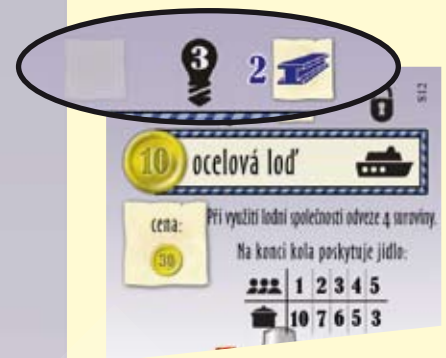 3 2
S12
10 ocelová loď
Při využití lodní společnosti odveze 4 suroviny.
cena:
30
Na konci kola poskytuje jídlo:
1 2 3 4 5
10 7 6 5 3